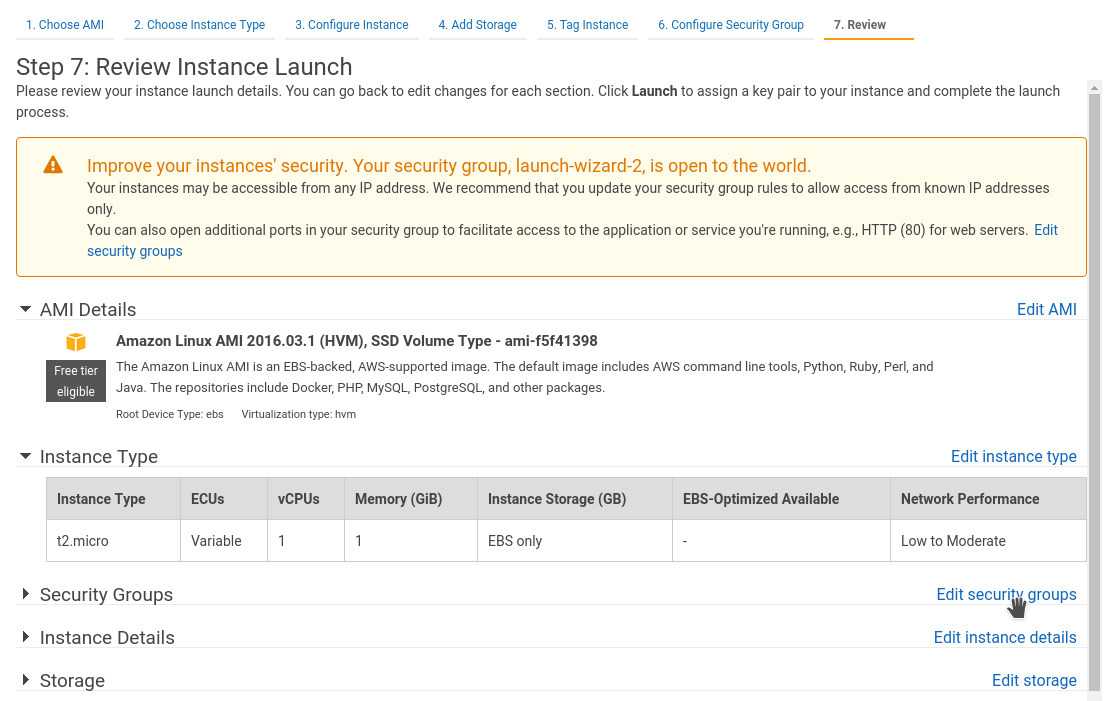 1. Choose AMI 2. Choose Instance Type 3. Configure Instance 4. Add Storage 5. Tag Instance 6. Configure Security Group 7. Review
Step 7: Review Instance Launch
Please review your instance launch details. You can go back to edit changes for each section. Click Launch to assign a key pair to your instance and complete the launch
process.
Improve your instances' security. Your security group, launch-wizard-2, is open to the world.
Your instances may be accessible from any IP address. We recommend that you update your security group rules to allow access from known IP addresses
only.
You can also open additional ports in your security group to facilitate access to the application or service you're running, e.g., HTTP (80) for web servers. Edit
security groups
AMI Details Edit AMI
Amazon Linux AMI 2016.03.1 (HVM), SSD Volume Type - ami-f5f41398
Free tier
eligible
The Amazon Linux AMI is an EBS-backed, AWS-supported image. The default image includes AWS command line tools, Python, Ruby, Perl, and
Java. The repositories include Docker, PHP, MySQL, PostgreSQL, and other packages.
Root Device Type: ebs Virtualization type: hvm
Instance Type Edit instance type
Instance Type ECUs vCPUs Memory (GiB) Instance Storage (GB) EBS-Optimized Available Network Performance
t2.micro Variable 1 1 EBS only - Low to Moderate
Security Groups Edit security groups
Instance Details Edit instance details
Storage Edit storage